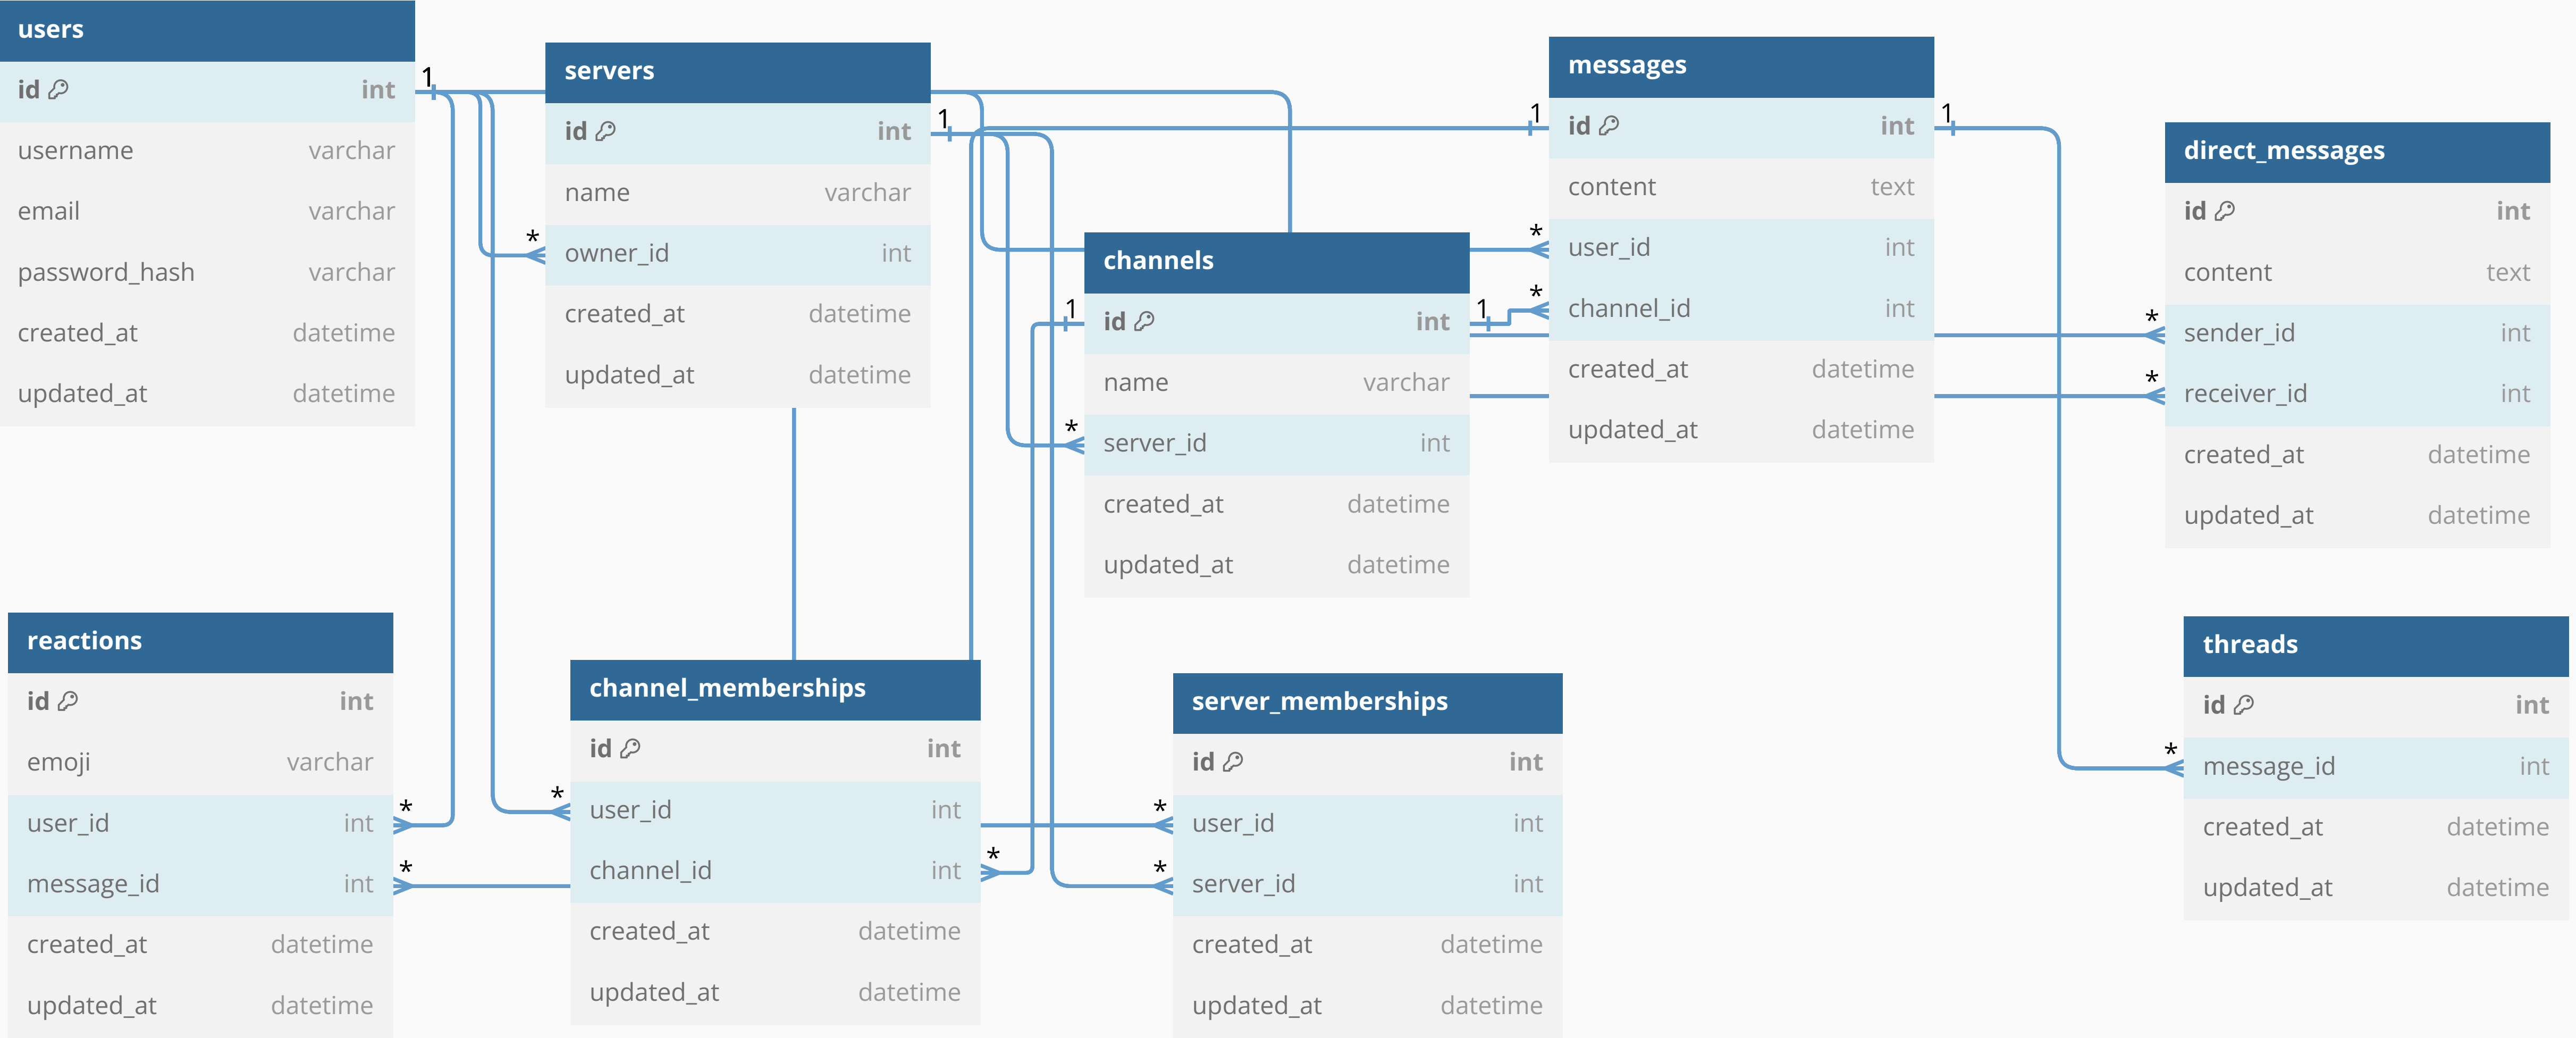 users
id int
username varchar
email varchar
password_hash varchar
created_at datetime
updated_at datetime
1
servers
id int
name varchar
owner_id int
created_at datetime
updated_at datetime
*
1
channels
id int
name varchar
server_id int
created_at datetime
updated_at datetime
1
*
1
messages
id int
content text
user_id int
channel_id int
created_at datetime
updated_at datetime
1
*
*
1
direct_messages
id int
content text
sender_id int
receiver_id int
created_at datetime
updated_at datetime
*
*
reactions
id int
emoji varchar
user_id int
message_id int
created_at datetime
updated_at datetime
*
*
channel_memberships
id int
user_id int
channel_id int
created_at datetime
updated_at datetime
*
*
server_memberships
id int
user_id int
server_id int
created_at datetime
updated_at datetime
*
*
threads
id int
message_id int
created_at datetime
updated_at datetime
*